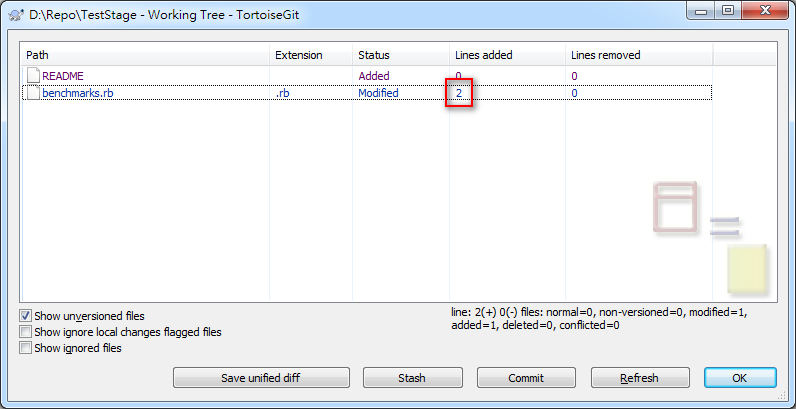 D:\Repo\TestStage - Working Tree - TortoiseGit
Path Extension Status Lines added Lines removed
README Added 0 0
benchmarks.rb .rb Modified 2 0
Show unversioned files
Show ignore local changes flagged files
Show ignored files
line: 2(+) 0(-) files: normal=0, non-versioned=0, modified=1,
added=1, deleted=0, conflicted=0
Save unified diff Stash Commit Refresh OK